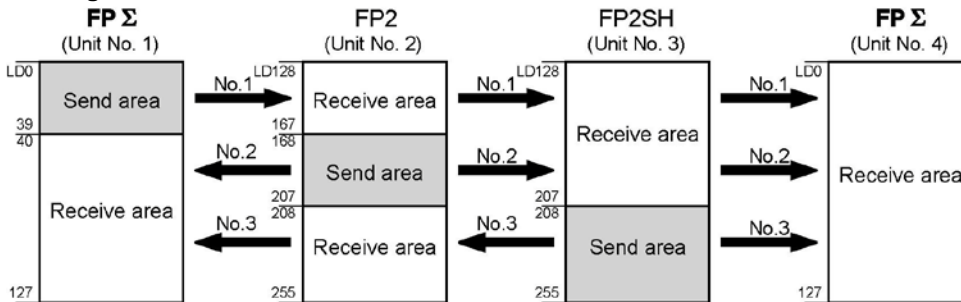 FP Σ
(Unit No. 1)
FP2
(Unit No. 2)
FP2SH
(Unit No. 3)
FP Σ
(Unit No. 4)
LD0
Send area
39
40
Receive area
127
No.1
No.2
No.3
LD128
Receive area
167
168
Send area
207
208
Receive area
255
No.1
No.2
No.3
LD128
Receive area
207
208
Send area
255
No.1
No.2
No.3
LD0
Receive area
127